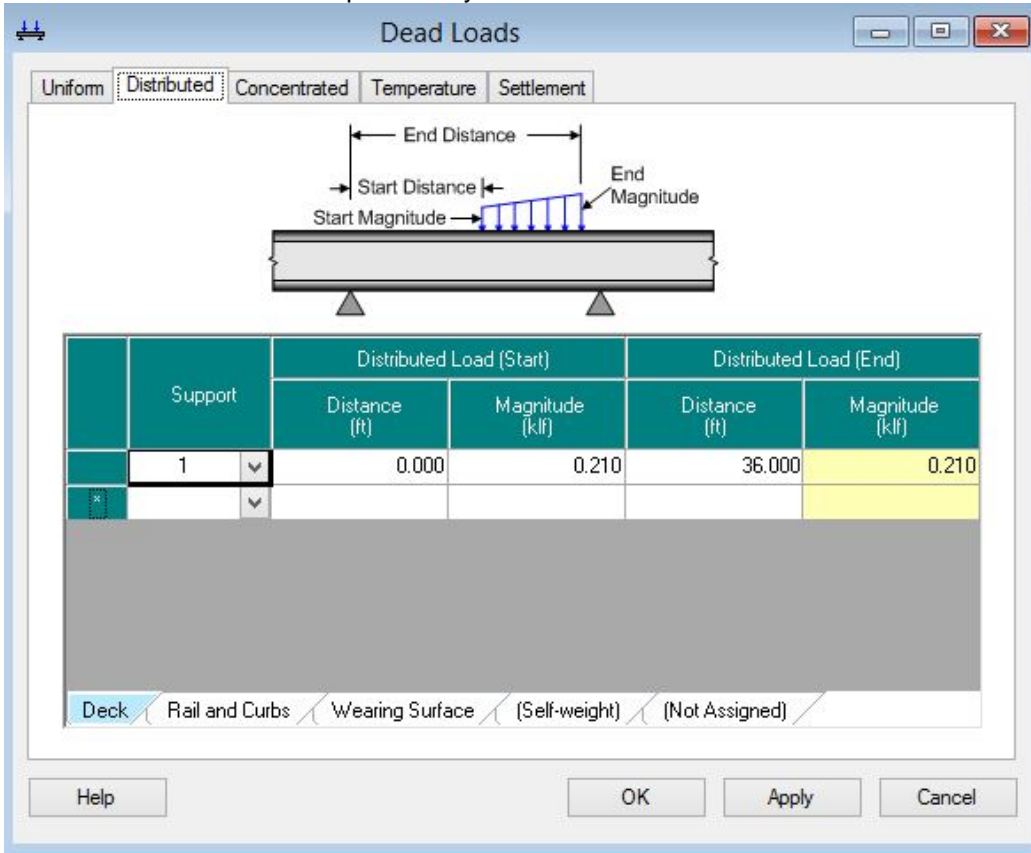 Dead Loads
Uniform Distributed Concentrated Temperature Settlement
End Distance
Start Distance
End
Magnitude
Start Magnitude
Support
Distributed Load (Start) Distributed Load (End)
Distance
(ft)
Magnitude
(klf)
Distance
(ft)
Magnitude
(klf)
1 0.000 0.210 36.000 0.210
*
Deck Rail and Curbs Wearing Surface (Self-weight) (Not Assigned)
Help OK Apply Cancel